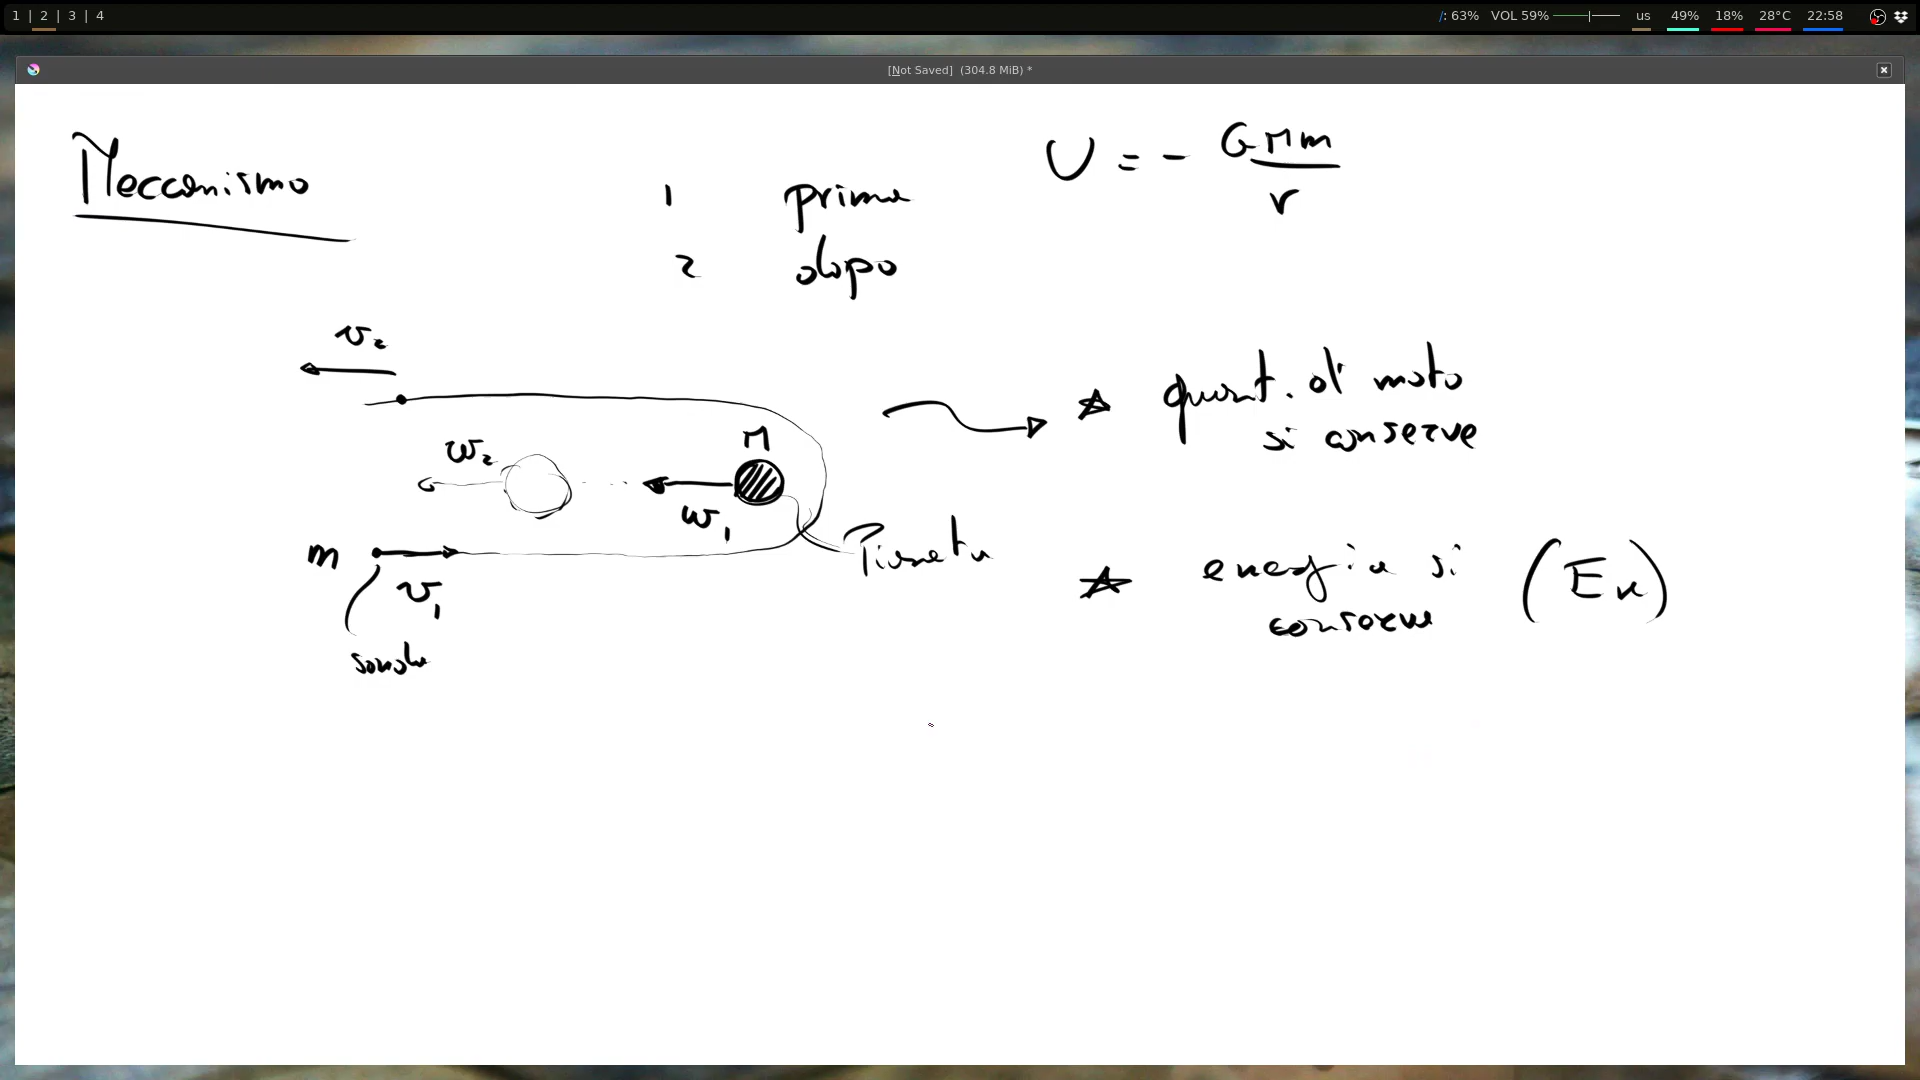 1 | 2 | 3 | 4
/: 63% VOL 59% us 49% 18% 28°C 22:58
[Not Saved] (304.8 MiB) *
Meccanismo
U = - GMm
r
1 prima
2 dopo
v₂
quant. di moto
si conserva
M
w₂
w₁
Pianeta
m
v₁
sonda
energia si (Eκ)
conserva